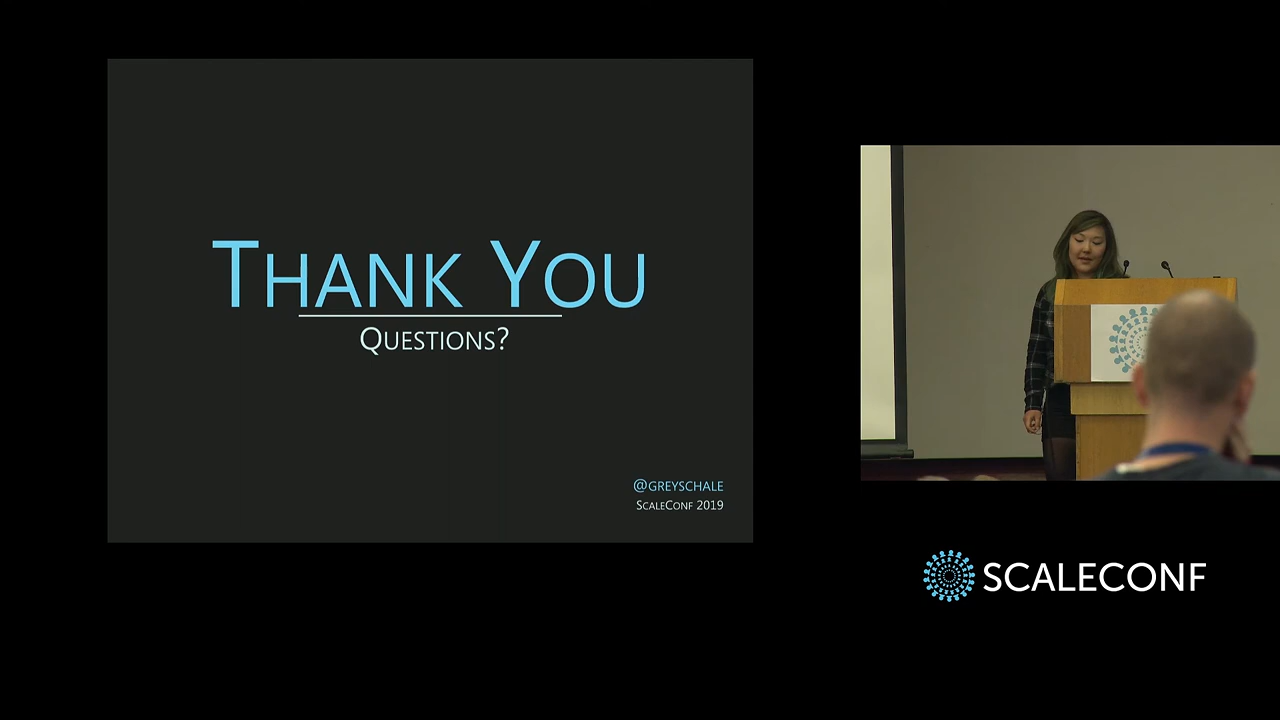 THANK YOU
QUESTIONS?
@GREYSCHALE
SCALECONF 2019
SCALECONF